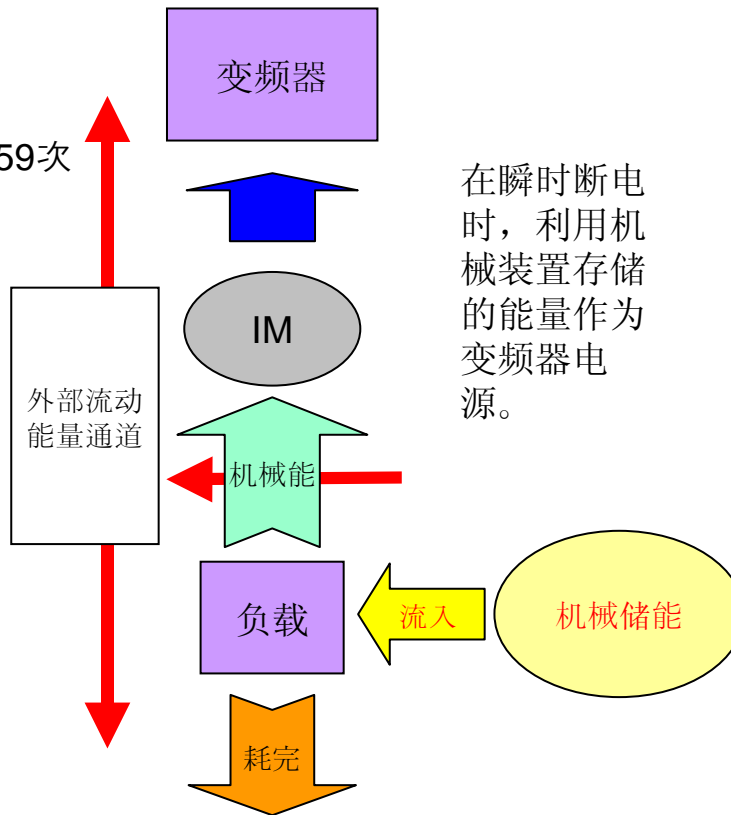 变频器
59次
在瞬时断电
时，利用机
械装置存储
的能量作为
变频器电
源。
IM
外部流动
能量通道
机械能
负载
流入
机械储能
耗完